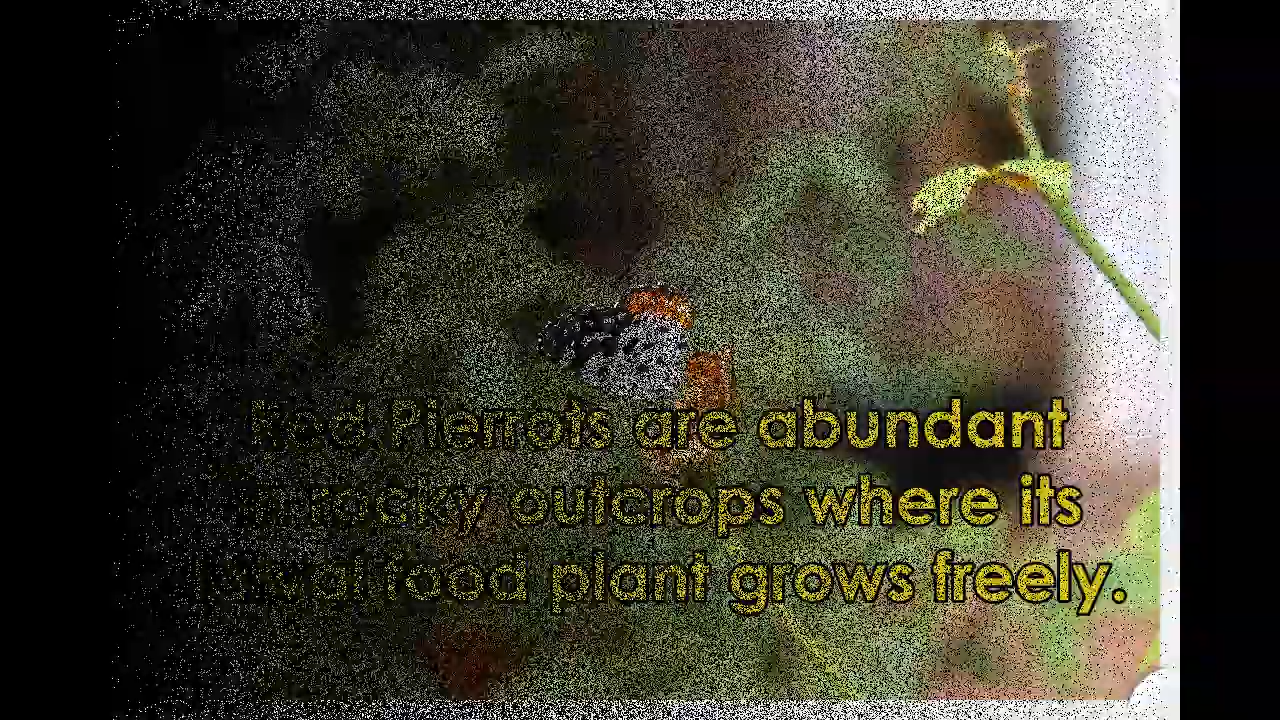 Red Pierrots are abundant
in rocky outcrops where its
larval food plant grows freely.